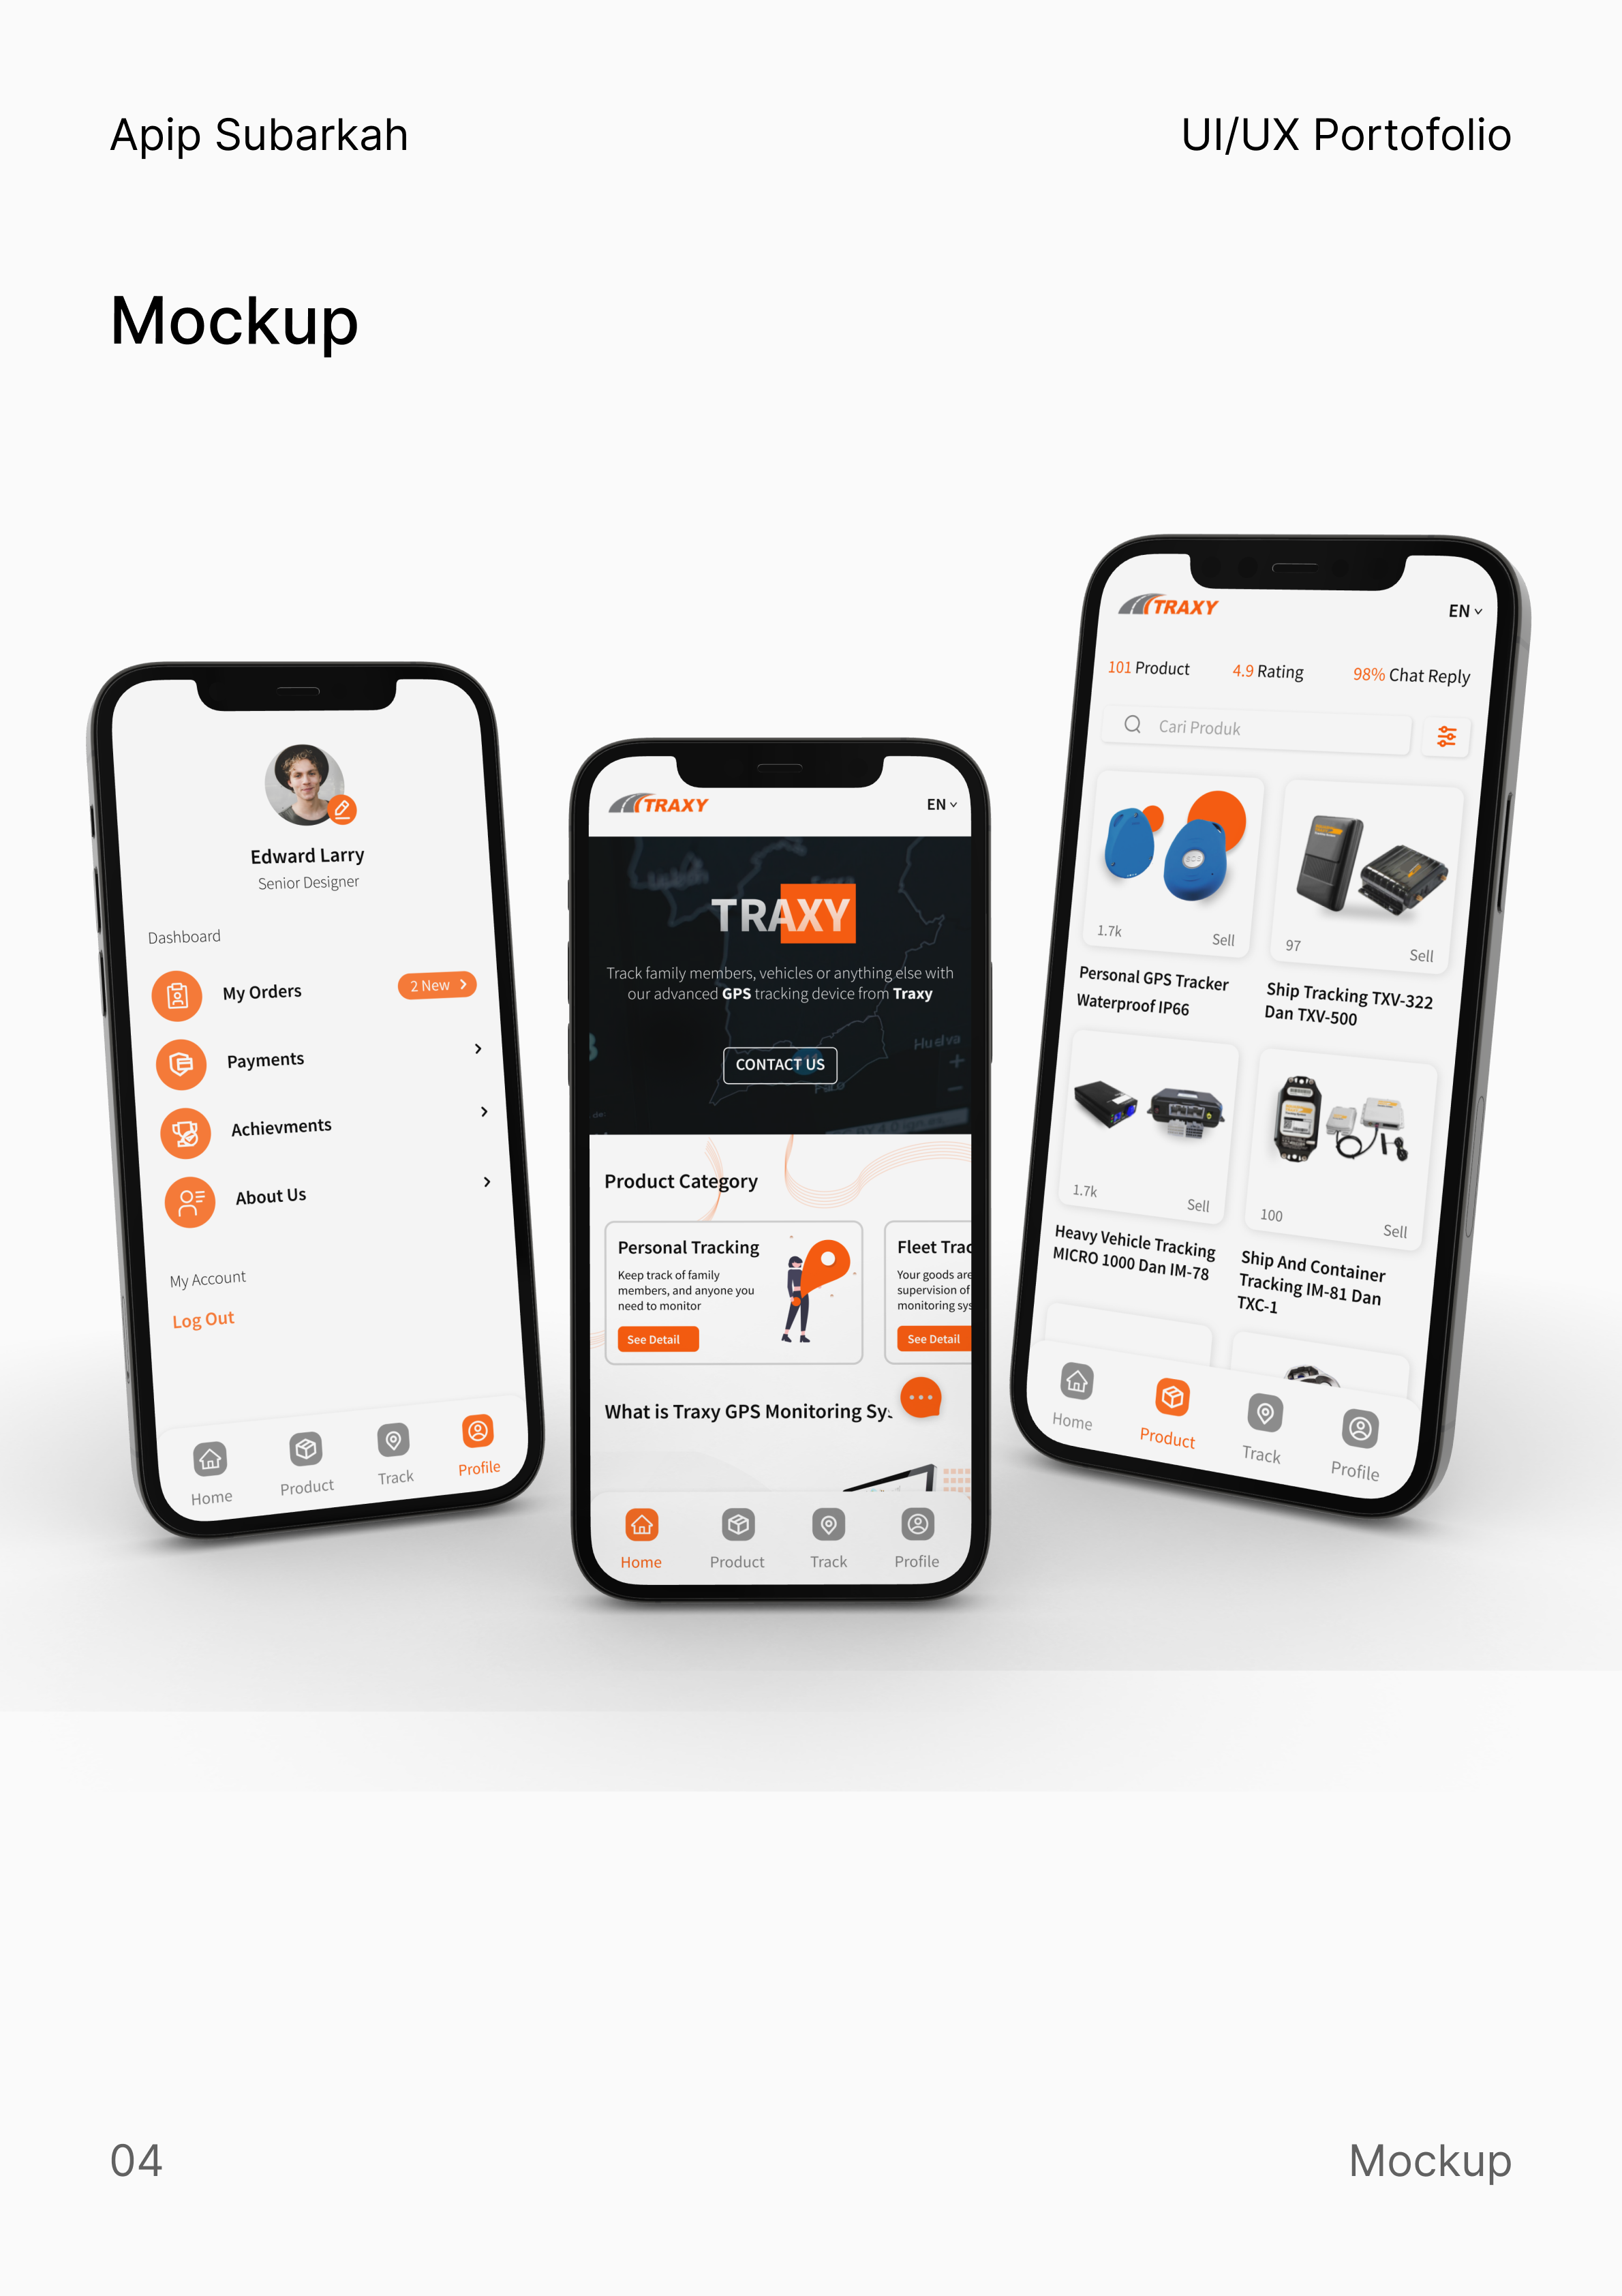 Apip Subarkah
UI/UX Portofolio
Mockup
Edward Larry
Senior Designer
Dashboard
My Orders
2 New
Payments
Achievments
About Us
My Account
Log Out
Home
Product
Track
Profile
TRAXY
EN
TRAXY
Track family members, vehicles or anything else with
our advanced GPS tracking device from Traxy
Huelva
CONTACT US
Product Category
Personal Tracking
Keep track of family
members, and anyone you
need to monitor
See Detail
Fleet Trac
Your goods are
supervision of
monitoring sys
See Detail
What is Traxy GPS Monitoring Sys
Home
Product
Track
Profile
TRAXY
EN
101 Product
4.9 Rating
98% Chat Reply
Cari Produk
1.7k
Sell
Personal GPS Tracker
Waterproof IP66
97
Sell
Ship Tracking TXV-322
Dan TXV-500
1.7k
Sell
Heavy Vehicle Tracking
MICRO 1000 Dan IM-78
100
Sell
Ship And Container
Tracking IM-81 Dan
TXC-1
Home
Product
Track
Profile
04
Mockup